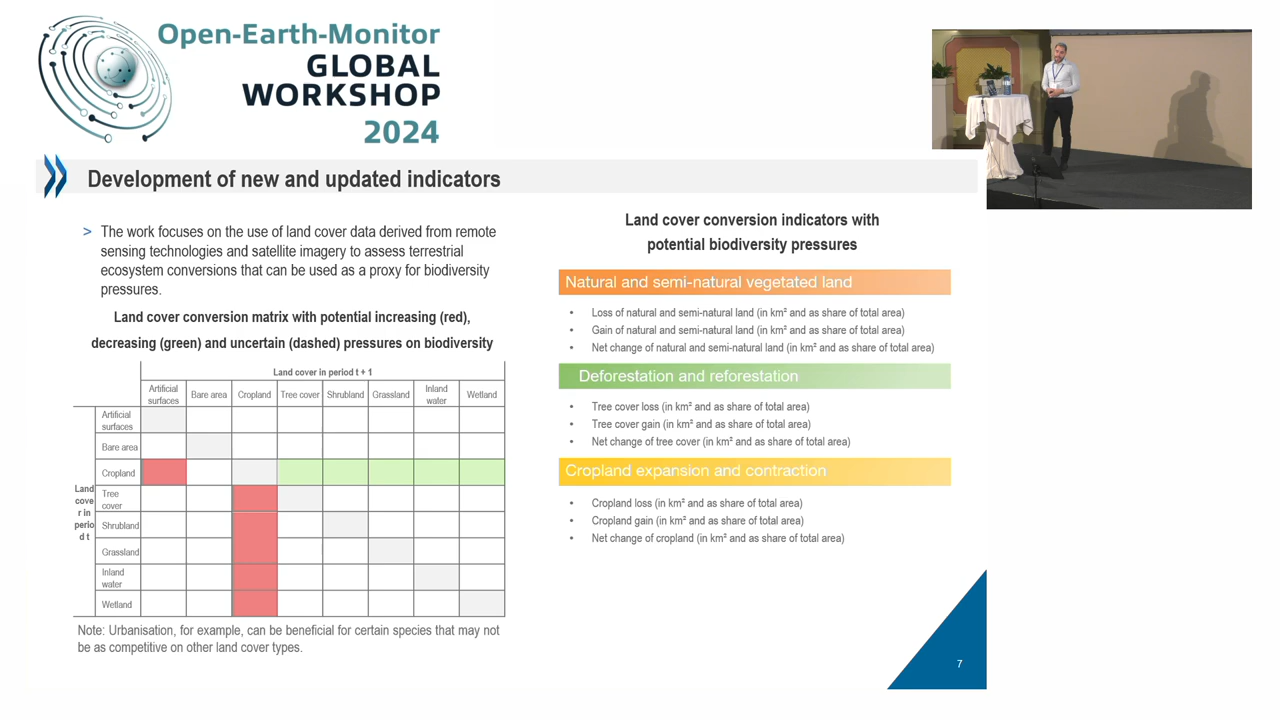 Open-Earth-Monitor
GLOBAL
WORKSHOP
2024
Development of new and updated indicators
> The work focuses on the use of land cover data derived from remote
sensing technologies and satellite imagery to assess terrestrial
ecosystem conversions that can be used as a proxy for biodiversity
pressures.
Land cover conversion matrix with potential increasing (red),
decreasing (green) and uncertain (dashed) pressures on biodiversity
Land cover in period t + 1
Artificial
surfaces
Bare area
Cropland
Tree cover
Shrubland
Grassland
Inland
water
Wetland
Land
cove
r in
perio
d t
Artificial
surfaces
Bare area
Cropland
Tree
cover
Shrubland
Grassland
Inland
water
Wetland
Note: Urbanisation, for example, can be beneficial for certain species that may not
be as competitive on other land cover types.
Land cover conversion indicators with
potential biodiversity pressures
Natural and semi-natural vegetated land
• Loss of natural and semi-natural land (in km² and as share of total area)
• Gain of natural and semi-natural land (in km² and as share of total area)
• Net change of natural and semi-natural land (in km² and as share of total area)
Deforestation and reforestation
• Tree cover loss (in km² and as share of total area)
• Tree cover gain (in km² and as share of total area)
• Net change of tree cover (in km² and as share of total area)
Cropland expansion and contraction
• Cropland loss (in km² and as share of total area)
• Cropland gain (in km² and as share of total area)
• Net change of cropland (in km² and as share of total area)
7